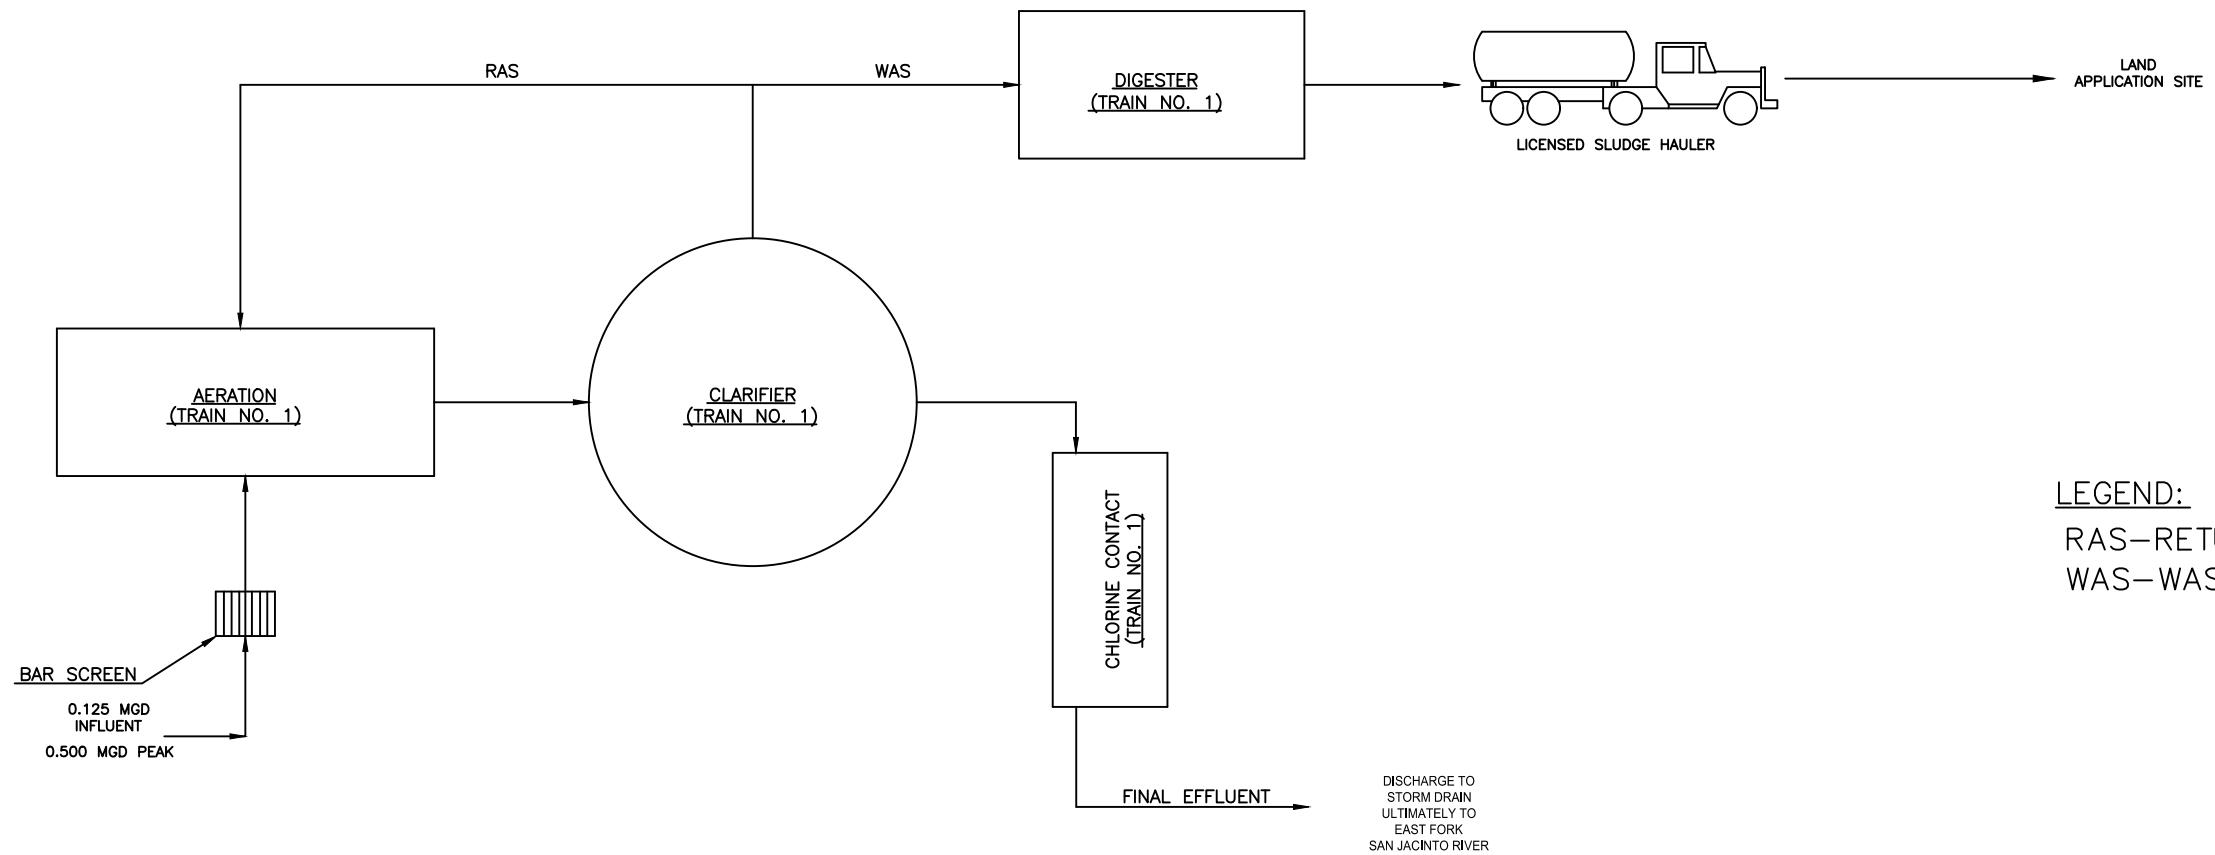 RAS
WAS
DIGESTER
(TRAIN NO. 1)
LICENSED SLUDGE HAULER
LAND
APPLICATION SITE
AERATION
(TRAIN NO. 1)
CLARIFIER
(TRAIN NO. 1)
CHLORINE CONTACT
(TRAIN NO. 1)
LEGEND:
RAS-
WAS-
BAR SCREEN
0.125 MGD
INFLUENT
0.500 MGD PEAK
FINAL EFFLUENT
DISCHARGE TO
STORM DRAIN
ULTIMATELY TO
EAST FORK
SAN JACINTO RIVER